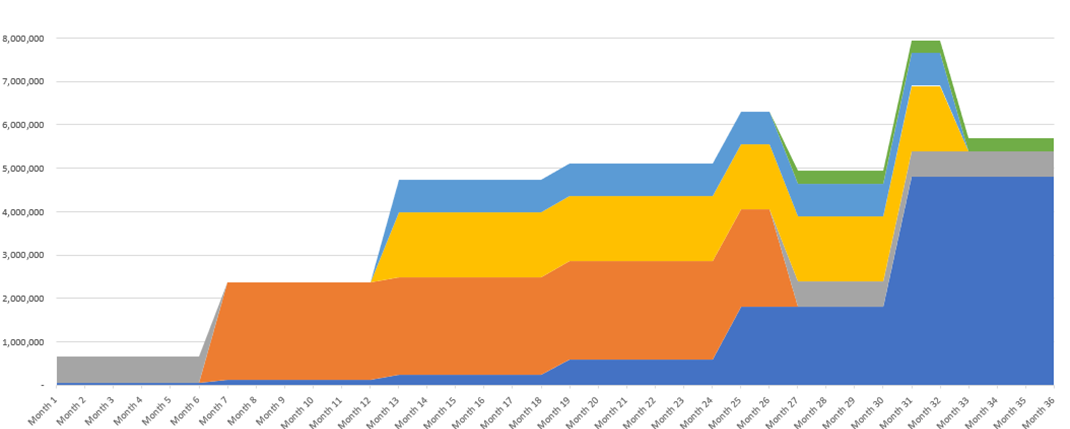 8,000,000
7,000,000
6,000,000
5,000,000
4,000,000
3,000,000
2,000,000
1,000,000
-
Month 1
Month 2
Month 3
Month 4
Month 5
Month 6
Month 7
Month 8
Month 9
Month 10
Month 11
Month 12
Month 13
Month 14
Month 15
Month 16
Month 17
Month 18
Month 19
Month 20
Month 21
Month 22
Month 23
Month 24
Month 25
Month 26
Month 27
Month 28
Month 29
Month 30
Month 31
Month 32
Month 33
Month 34
Month 35
Month 36